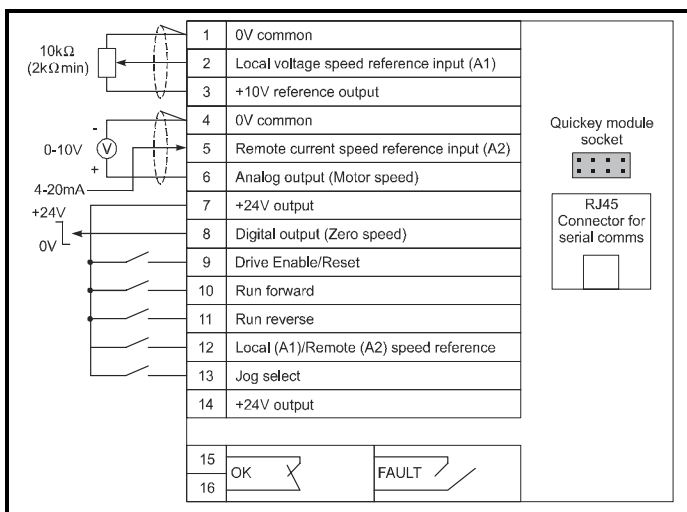 10kΩ
(2kΩmin)
0-10V
-
V
+
4-20mA
+24V
0V
1 0V common
2 Local voltage speed reference input (A1)
3 +10V reference output
4 0V common
5 Remote current speed reference input (A2)
6 Analog output (Motor speed)
7 +24V output
8 Digital output (Zero speed)
9 Drive Enable/Reset
10 Run forward
11 Run reverse
12 Local (A1)/Remote (A2) speed reference
13 Jog select
14 +24V output
15
16
OK
FAULT
Quickey module
socket
RJ45
Connector for
serial comms